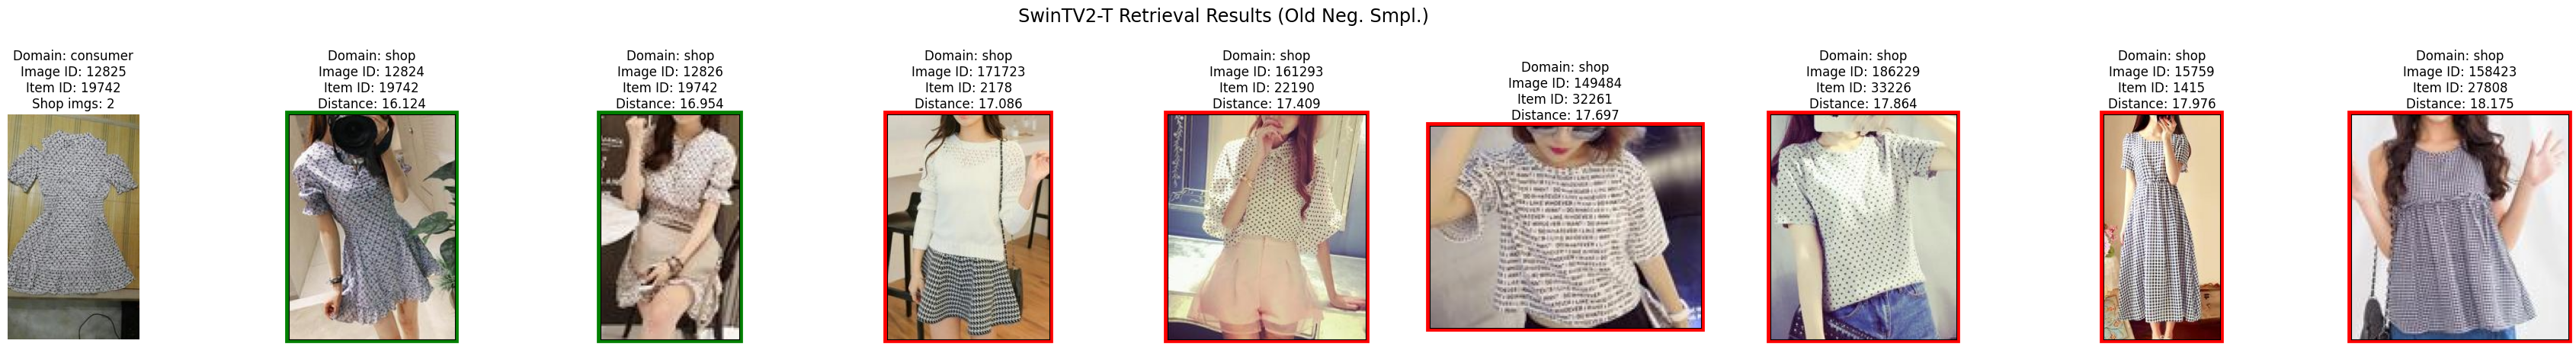 SwinTV2-T Retrieval Results (Old Neg. Smpl.)
Domain: consumer
Image ID: 12825
Item ID: 19742
Shop imgs: 2
Domain: shop
Image ID: 12824
Item ID: 19742
Distance: 16.124
Domain: shop
Image ID: 12826
Item ID: 19742
Distance: 16.954
Domain: shop
Image ID: 171723
Item ID: 2178
Distance: 17.086
Domain: shop
Image ID: 161293
Item ID: 22190
Distance: 17.409
Domain: shop
Image ID: 149484
Item ID: 32261
Distance: 17.697
Domain: shop
Image ID: 186229
Item ID: 33226
Distance: 17.864
Domain: shop
Image ID: 15759
Item ID: 1415
Distance: 17.976
Domain: shop
Image ID: 158423
Item ID: 27808
Distance: 18.175